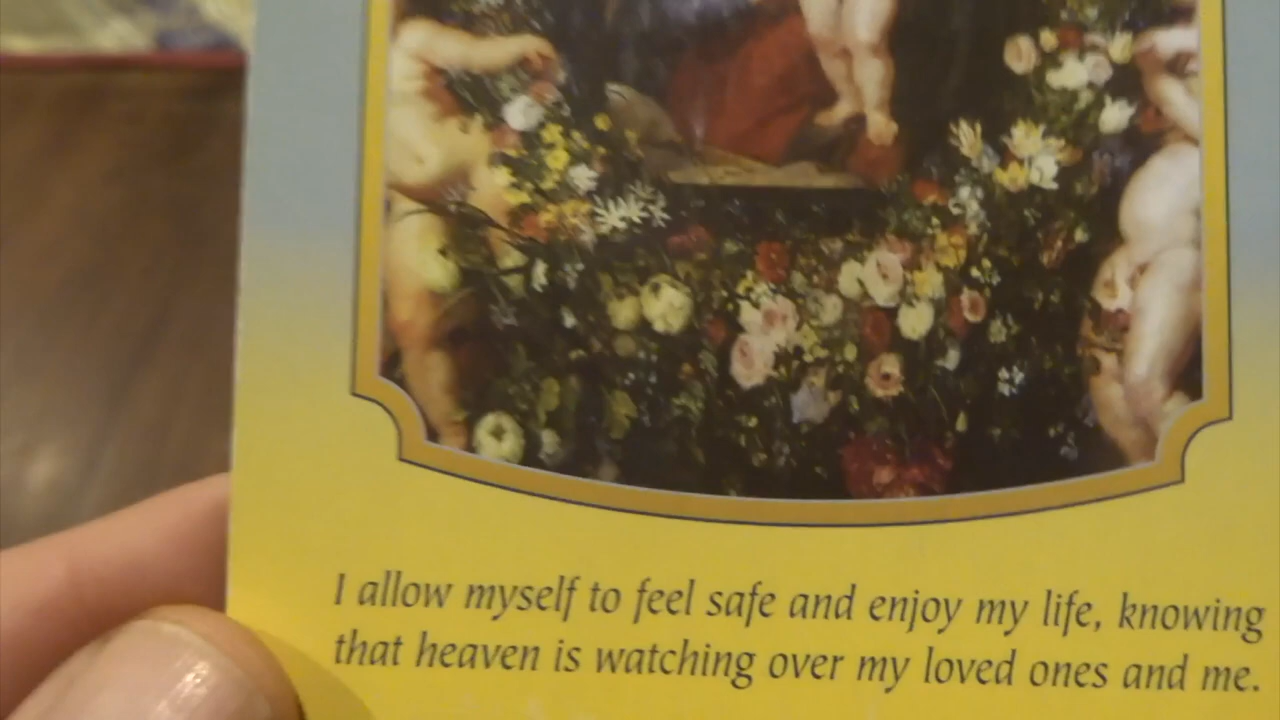 I allow myself to feel safe and enjoy my life, knowing
that heaven is watching over my loved ones and me.